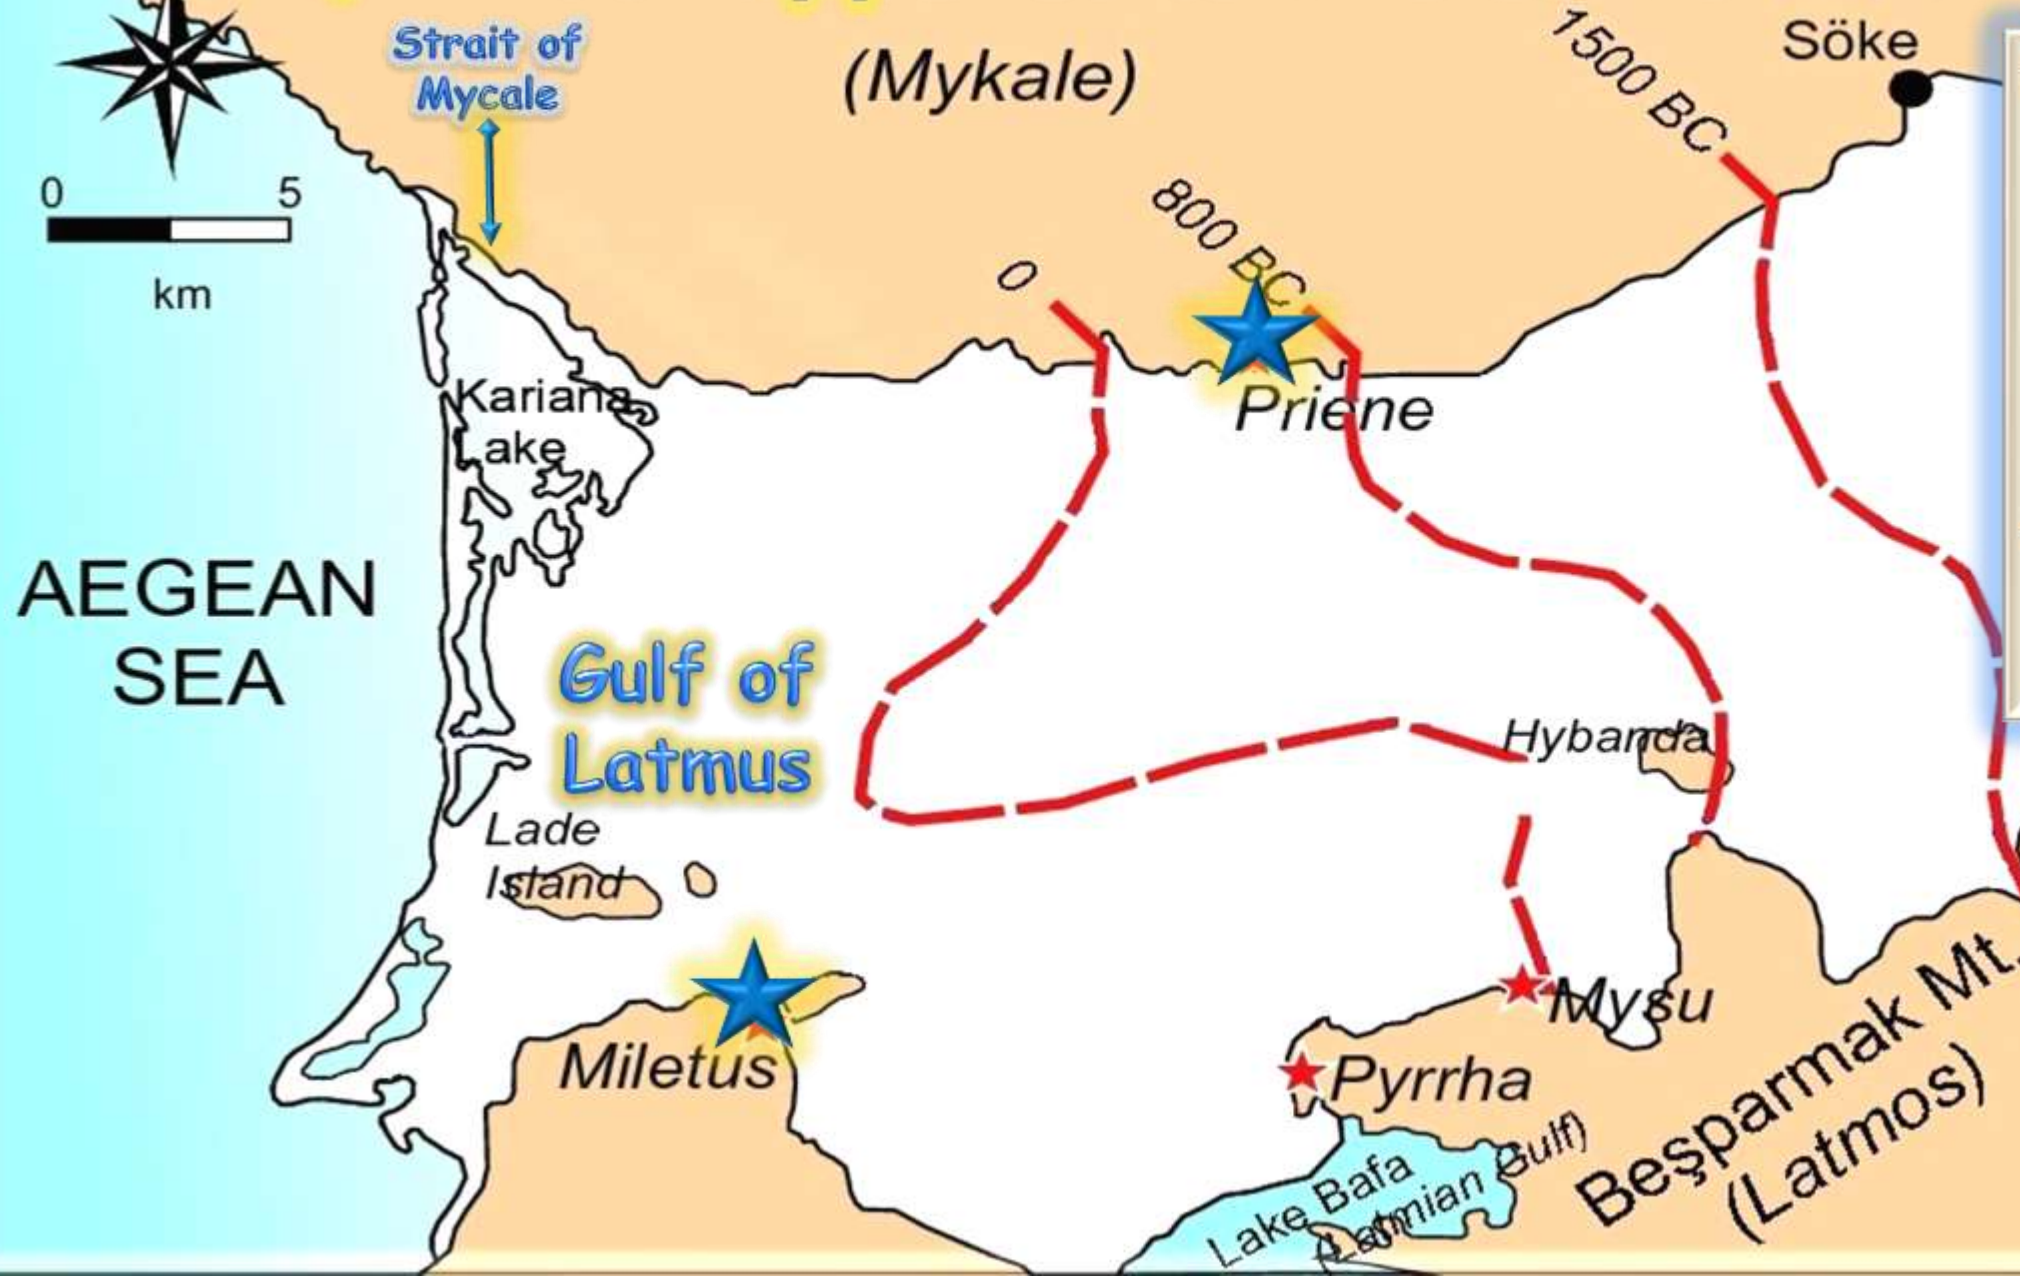 Strait of
Mycale
(Mykale)
1500 BC
Söke
0 5
km
800 BC
0
Priene
Kariana
Lake
AEGEAN
SEA
Gulf of
Latmus
Hybanda
Lade
Island
Miletus
Mysu
Pyrrha
Beşparmak Mt.
(Latmos)
Lake Bafa
(Latmian Gulf)